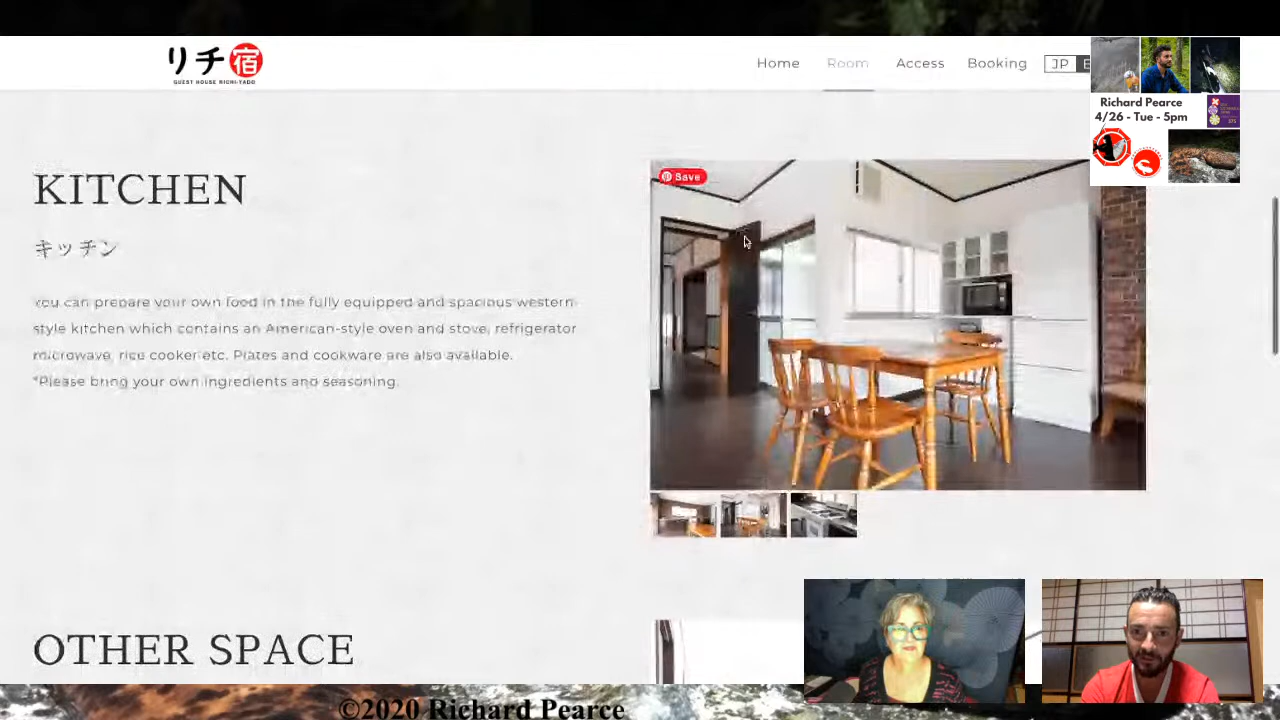 リチ宿
GUEST HOUSE RICHI-YADO
Home Room Access Booking JP
Richard Pearce
4/26 - Tue - 5pm
KITCHEN
Save
キッチン
You can prepare your own food in the fully equipped and spacious western-
style kitchen which contains an American-style oven and stove, refrigerator
microwave, rice cooker etc. Plates and cookware are also available.
*Please bring your own ingredients and seasoning.
OTHER SPACE
©2020 Richard Pearce